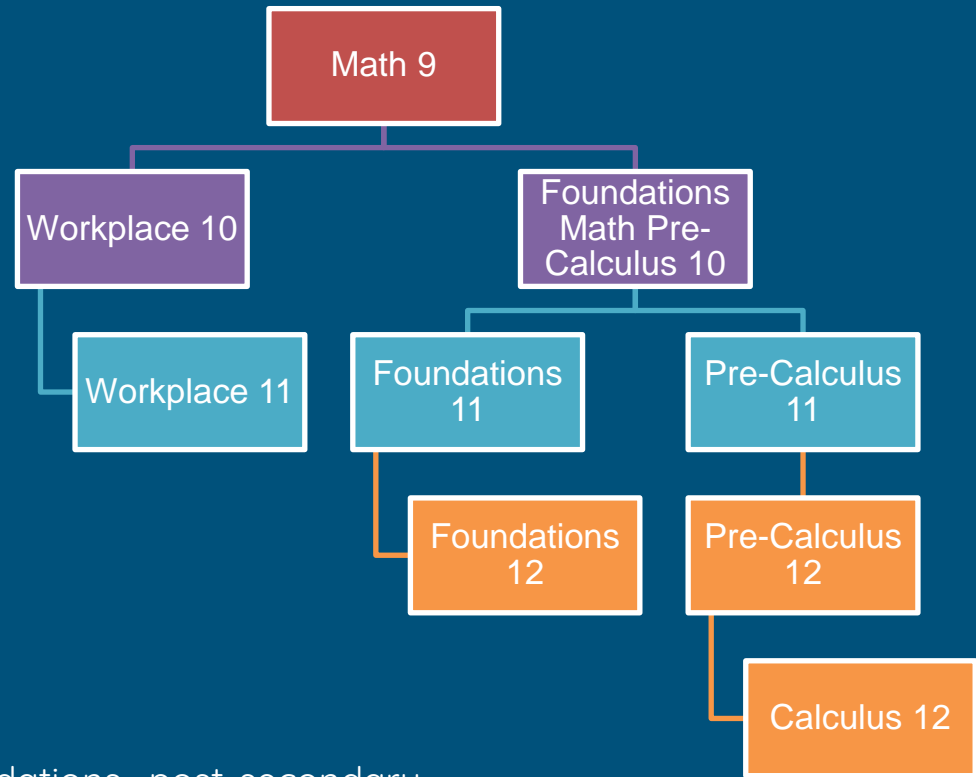 Math 9
Workplace 10
Foundations
Math Pre-
Calculus 10
Workplace 11
Foundations
11
Pre-Calculus
11
Foundations
12
Pre-Calculus
12
Calculus 12